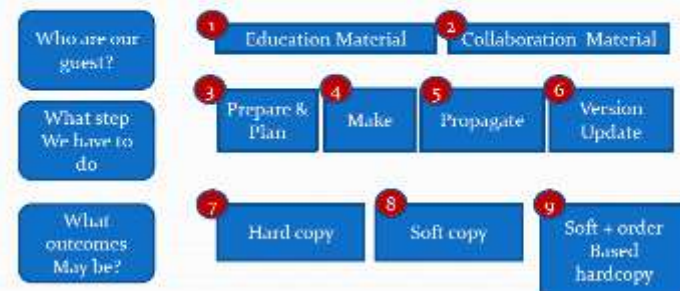 Who are our
guest?
1
Education Material
2
Collaboration Material
What step
We have to
do
3
Prepare &
Plan
4
Make
5
Propagate
6
Version
Update
What
outcomes
May be?
7
Hard copy
8
Soft copy
9
Soft + order
Based
hardcopy